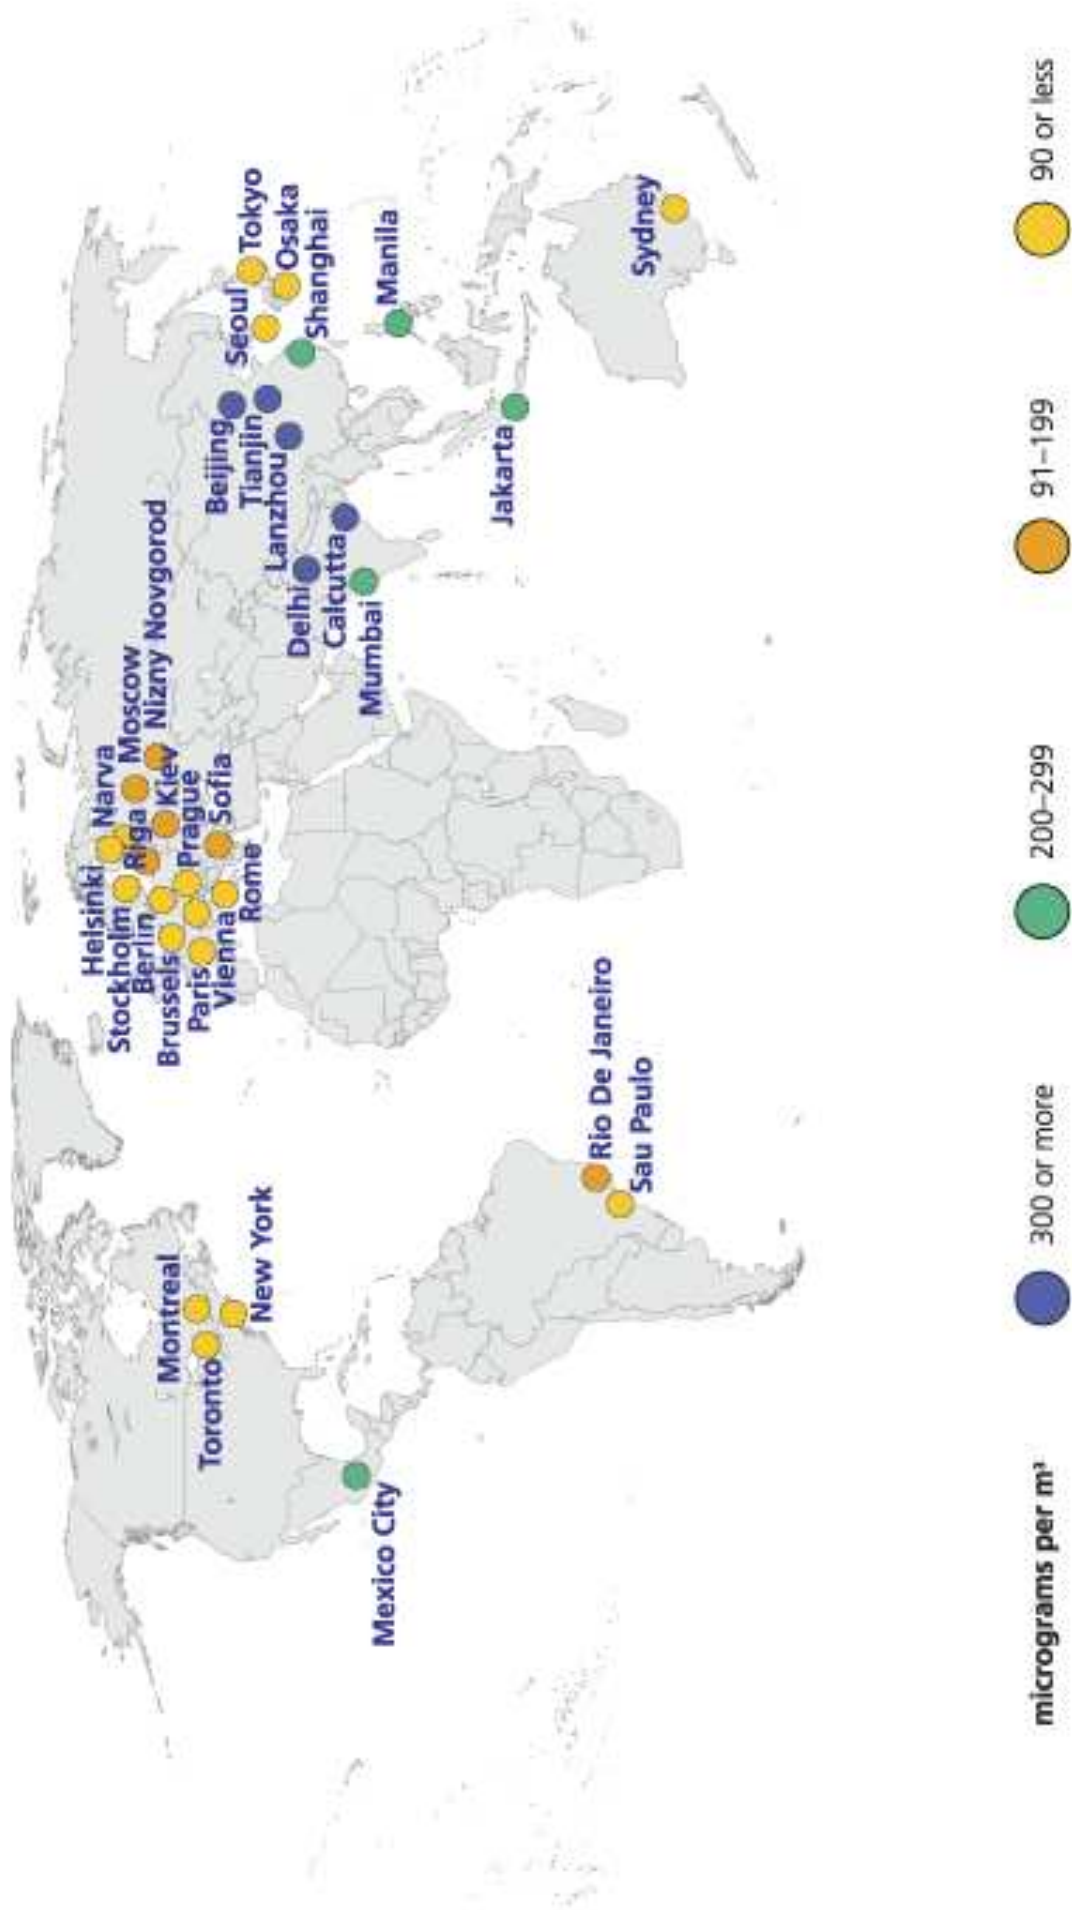 Helsinki
Narva
Moscow
Nizny Novgorod
Stockholm
Riga
Kiev
Berlin
Prague
Brussels
Paris
Vienna
Rome
Sofia
Montreal
Toronto
New York
Mexico City
Rio De Janeiro
Sau Paulo
Beijing
Tianjin
Lanzhou
Delhi
Calcutta
Mumbai
Seoul
Tokyo
Osaka
Shanghai
Manila
Jakarta
Sydney
micrograms per m³
300 or more
200–299
91–199
90 or less